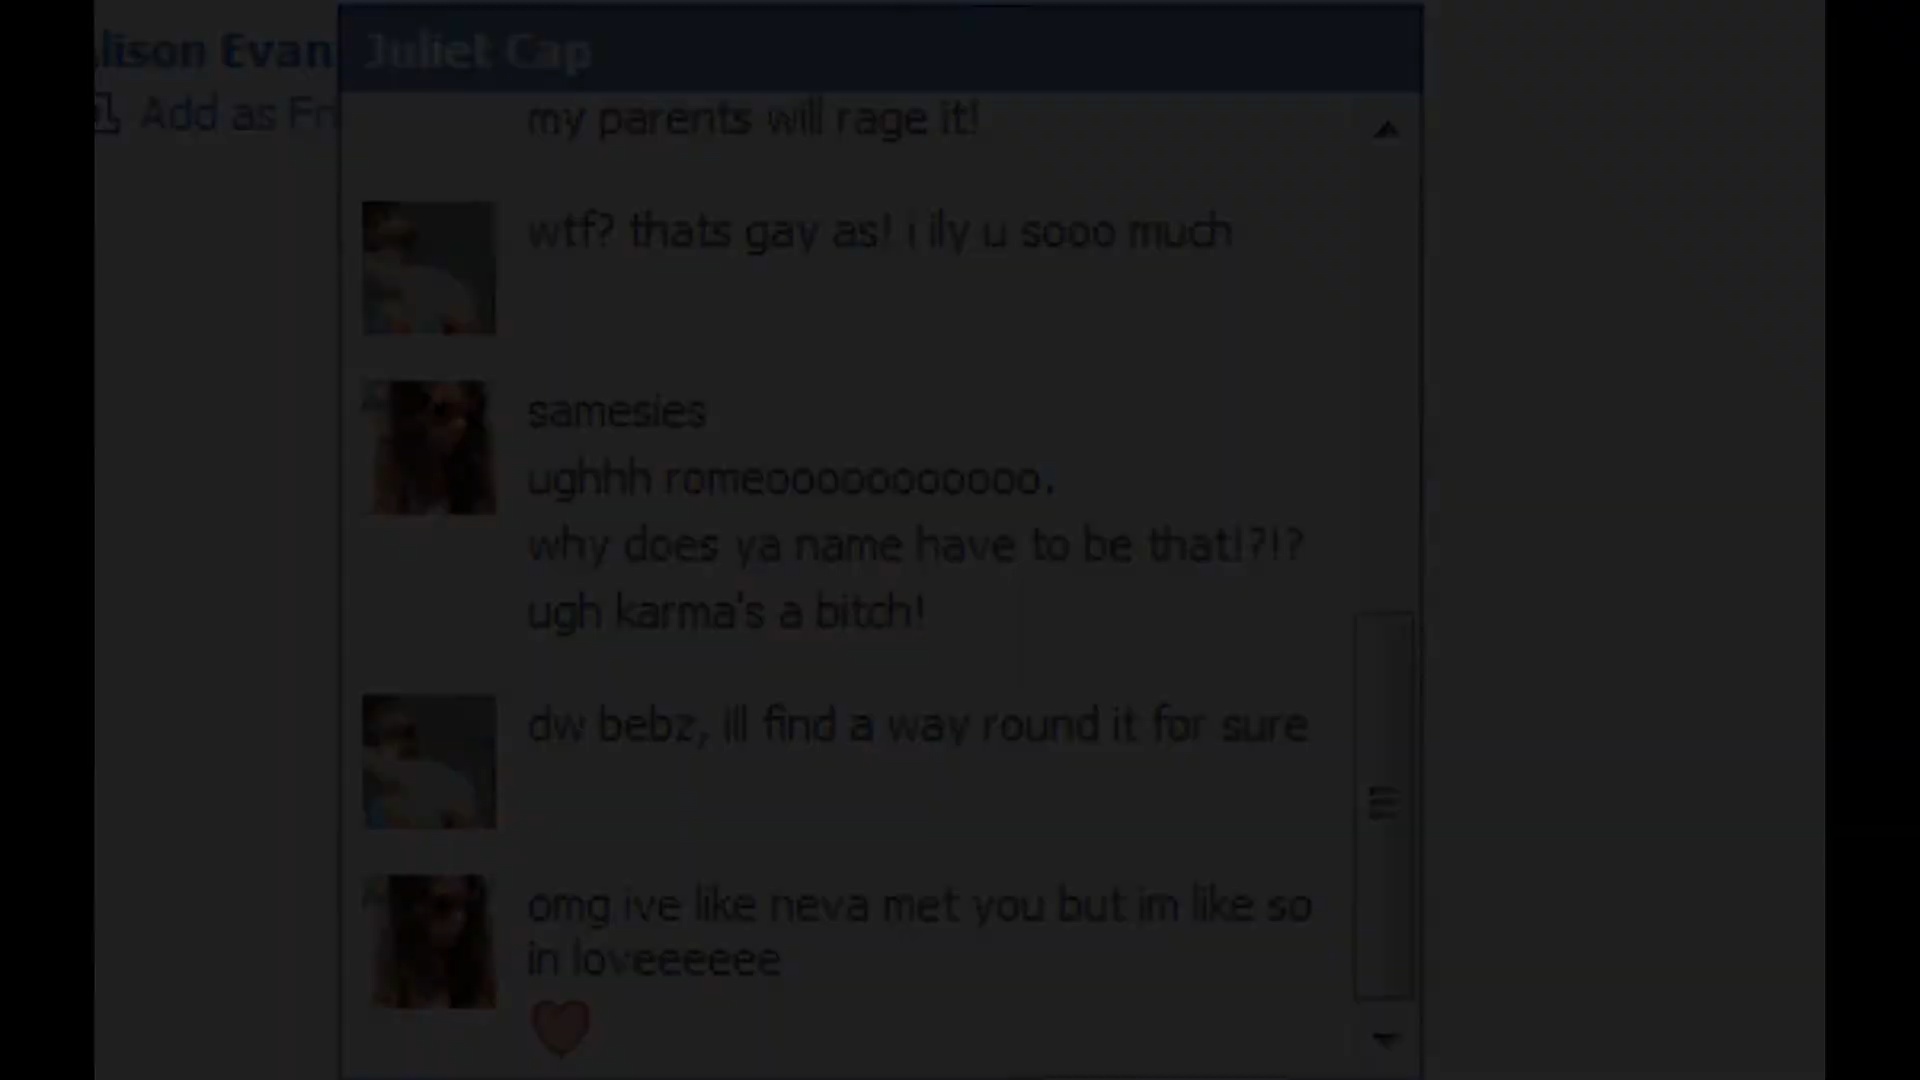 lison Evan
Juliet Cap
Add as Fri
my parents will rage it!
wtf? thats gay as! i ily u sooo much
samesies
ughhh romeooooooooooo.
why does ya name have to be that!?!?
ugh karma's a bitch!
dw bebz, ill find a way round it for sure
omg ive like neva met you but im like so
in loveeeeee